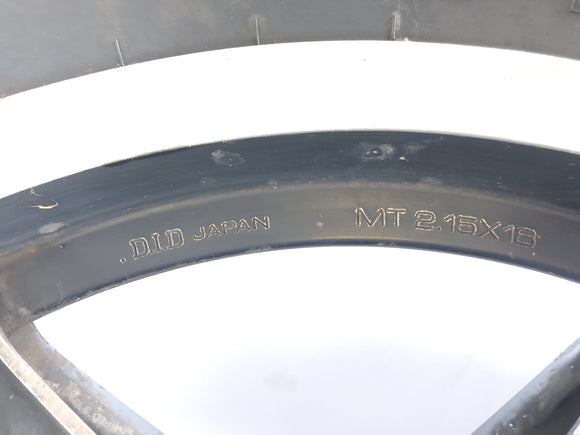 . D.I.D JAPAN MT 2.15X18